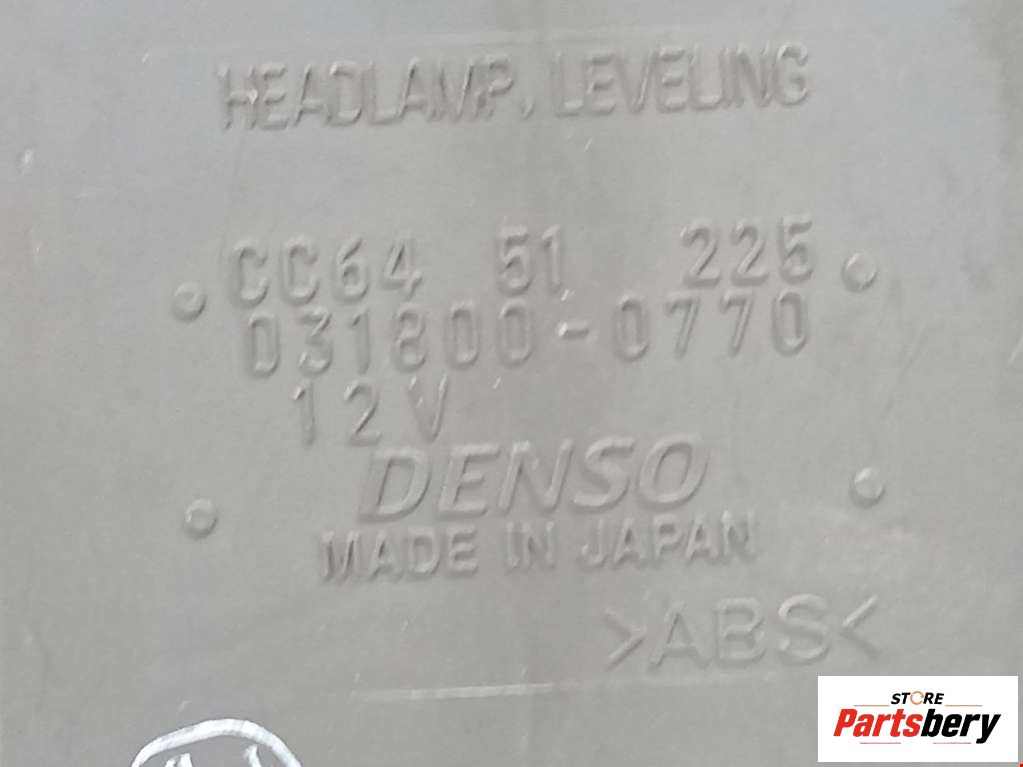 HEADLAMP. LEVELING
CC64 51 225
031800-0770
12V
DENSO
MADE IN JAPAN
>ABS<
STORE
Partsbery